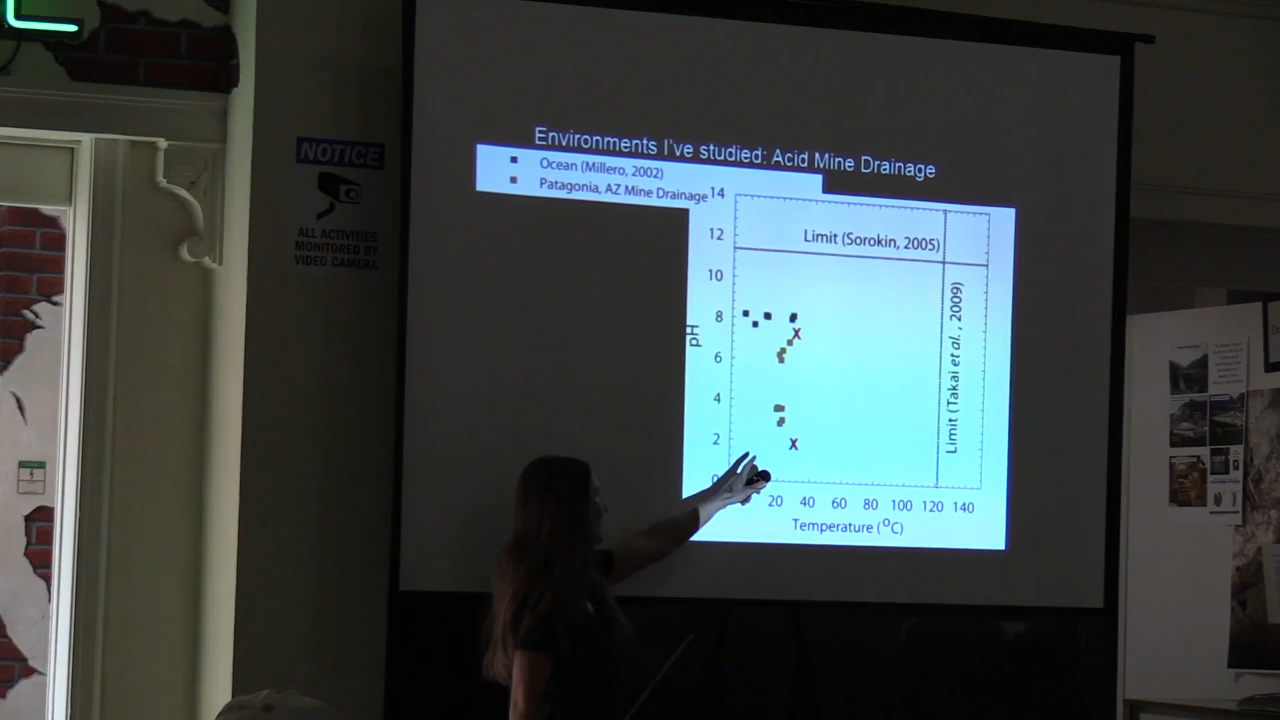 NOTICE
ALL ACTIVITIES
MONITORED BY
VIDEO CAMERA
Environments I've studied: Acid Mine Drainage
Ocean (Millero, 2002)
Patagonia, AZ Mine Drainage
14
12
10
8
6
4
2
0
pH
Limit (Sorokin, 2005)
Limit (Takai et al., 2009)
X
X
20 40 60 80 100 120 140
Temperature (°C)